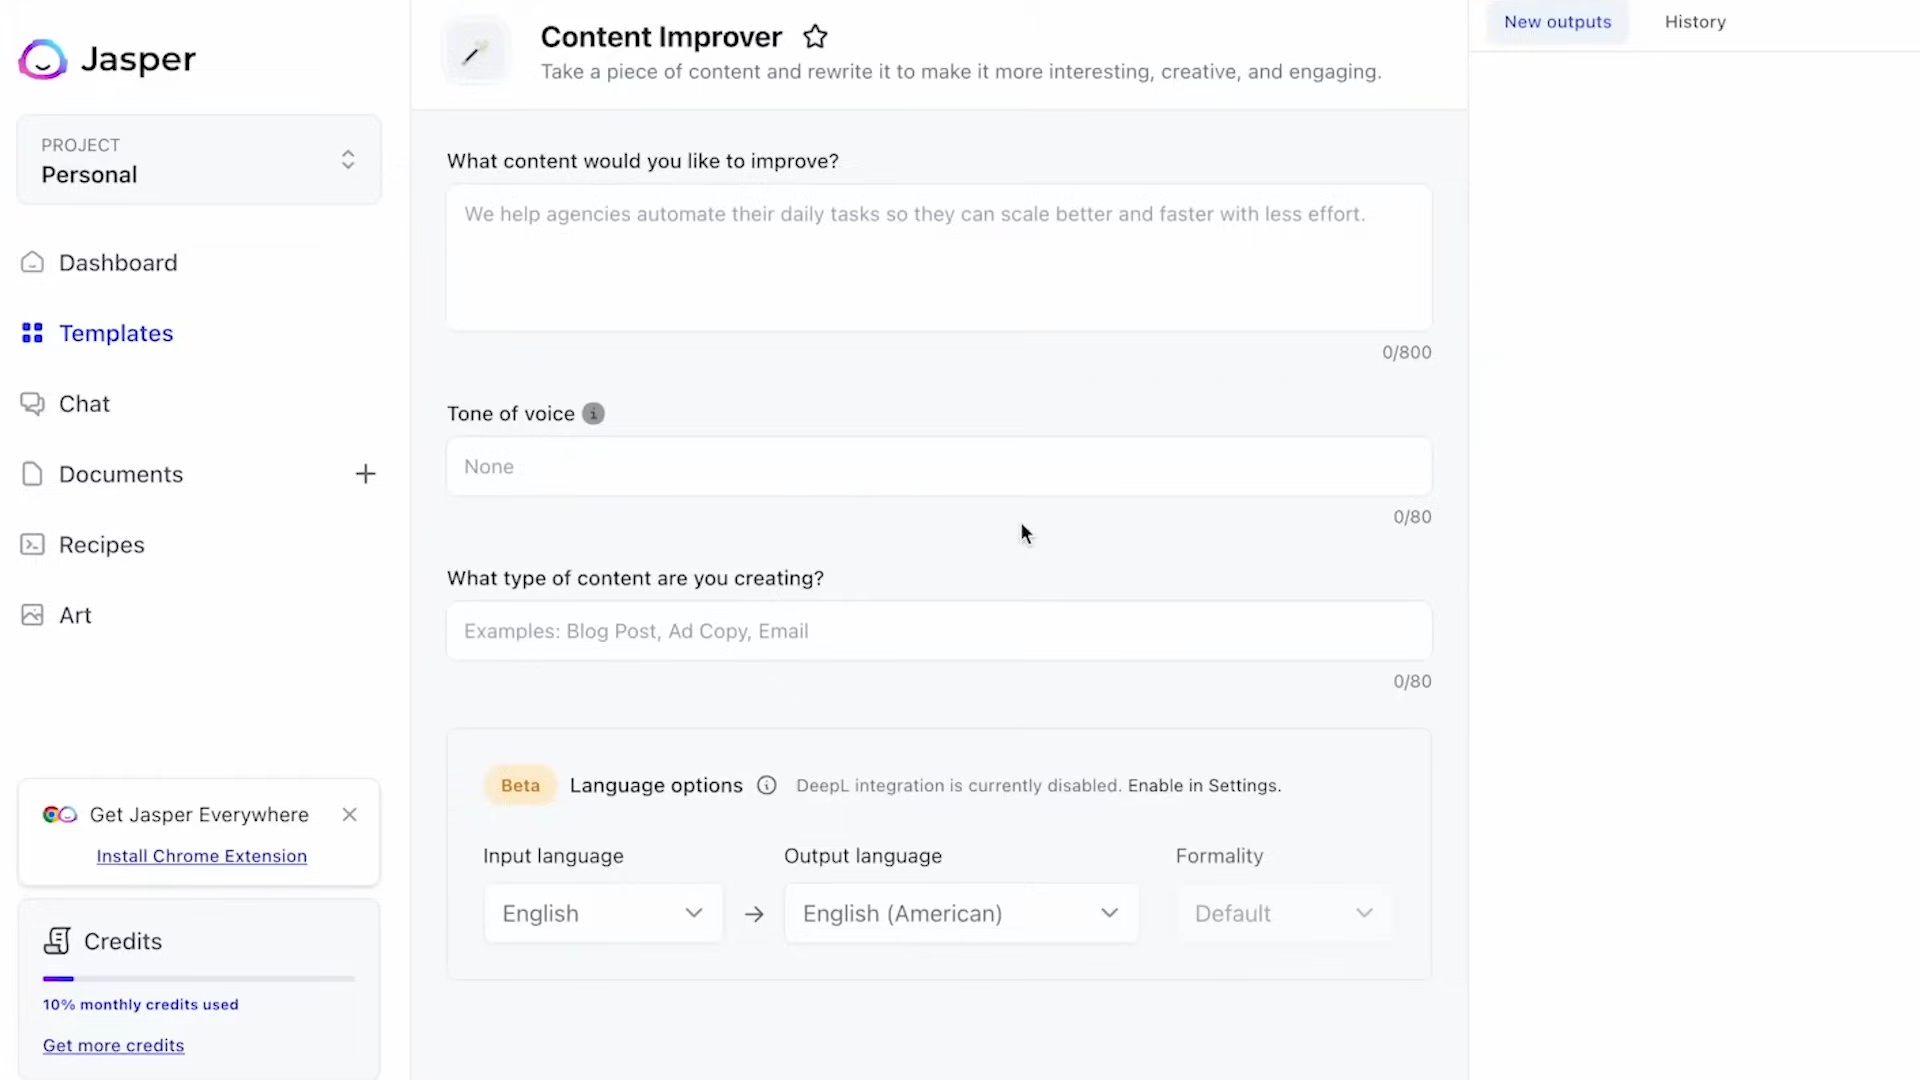 Jasper
PROJECT
Personal
Dashboard
Templates
Chat
Documents
Recipes
Art
Get Jasper Everywhere
Install Chrome Extension
Credits
10% monthly credits used
Get more credits
Content Improver
Take a piece of content and rewrite it to make it more interesting, creative, and engaging.
What content would you like to improve?
We help agencies automate their daily tasks so they can scale better and faster with less effort.
0/800
Tone of voice
None
0/80
What type of content are you creating?
Examples: Blog Post, Ad Copy, Email
0/80
Beta Language options DeepL integration is currently disabled. Enable in Settings.
Input language Output language Formality
English English (American) Default
New outputs History